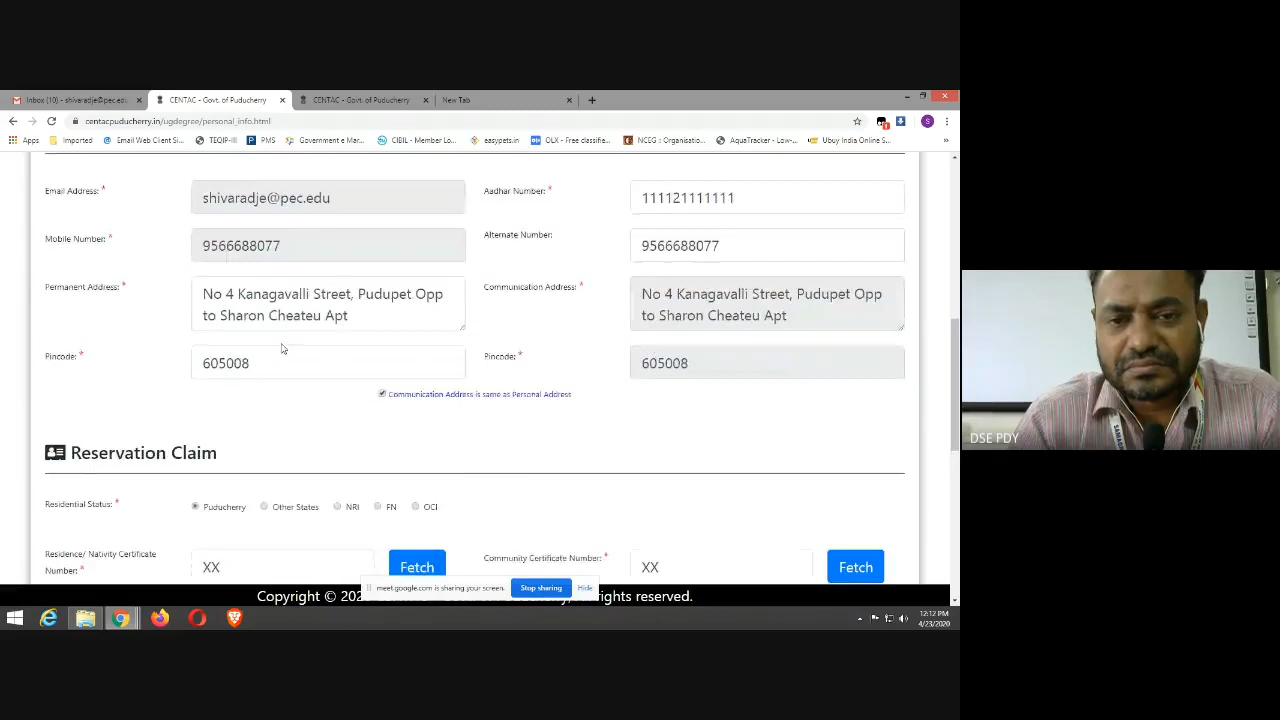 Inbox (10) - shivaradje@pec.edu
CENTAC - Govt. of Puducherry
CENTAC - Govt. of Puducherry
New Tab
centacpuducherry.in/ugdegree/personal_info.html
S
Apps
Imported
Email Web Client Si...
TEQIP-III
PMS
Government e Mar...
CIBIL - Member Lo...
easypets.in
OLX - Free classifie...
NCEG ::Organisatio...
AquaTracker - Low-...
Ubuy India Online S...
Email Address: *
shivaradje@pec.edu
Aadhar Number: *
111121111111
Mobile Number: *
9566688077
Alternate Number:
9566688077
Permanent Address: *
No 4 Kanagavalli Street, Pudupet Opp
to Sharon Cheateu Apt
Communication Address: *
No 4 Kanagavalli Street, Pudupet Opp
to Sharon Cheateu Apt
Pincode: *
605008
Pincode: *
605008
Communication Address is same as Personal Address
Reservation Claim
Residential Status: *
Puducherry
Other States
NRI
FN
OCI
Residence/ Nativity Certificate
Number: *
XX
Fetch
Community Certificate Number: *
XX
Fetch
meet.google.com is sharing your screen.
Stop sharing
Hide
Copyright © 202
rights reserved.
12:12 PM
4/23/2020
DSE PDY